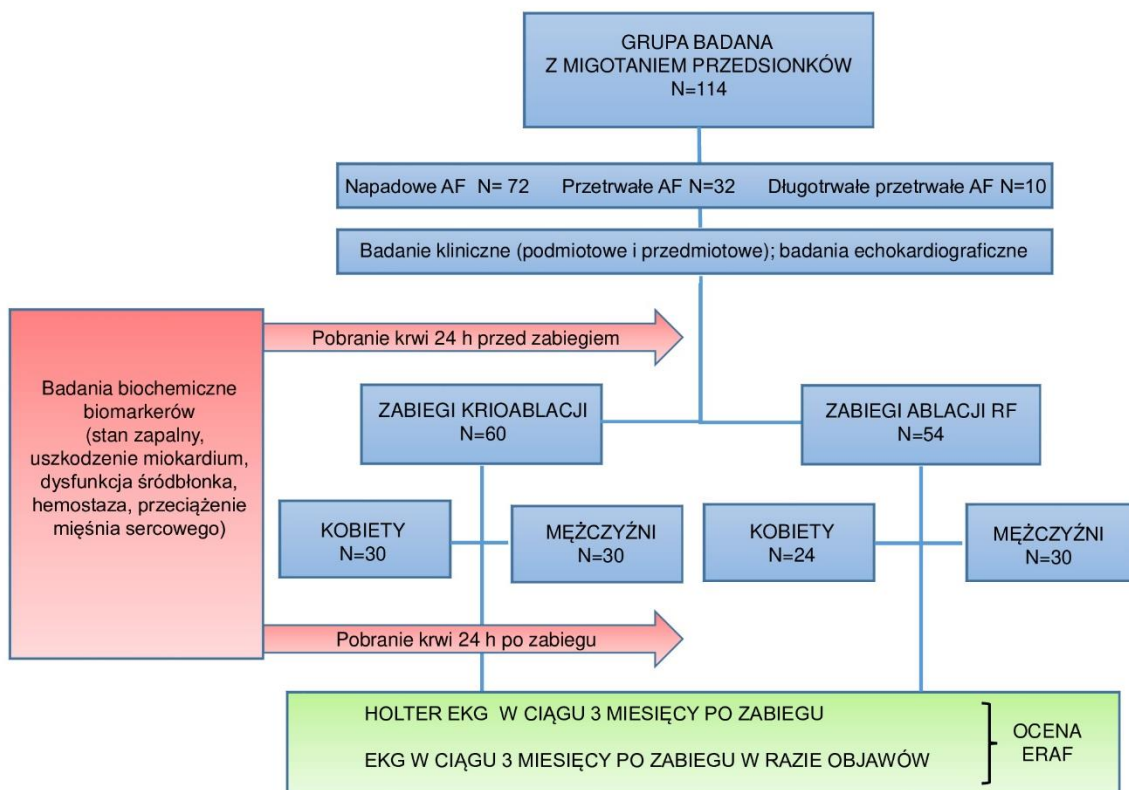 GRUPA BADANA
Z MIGOTANIEM PRZEDSIONKÓW
N=114
Napadowe AF N= 72 Przetrwałe AF N=32 Długotrwałe przetrwałe AF N=10
Badanie kliniczne (podmiotowe i przedmiotowe); badania echokardiograficzne
Pobranie krwi 24 h przed zabiegiem
Badania biochemiczne
biomarkerów
(stan zapalny,
uszkodzenie miokardium,
dysfunkcja śródbłonka,
hemostaza, przeciążenie
mięśnia sercowego)
ZABIEGI KRIOABLACJI
N=60
ZABIEGI ABLACJI RF
N=54
KOBIETY
N=30
MĘŻCZYŹNI
N=30
KOBIETY
N=24
MĘŻCZYŹNI
N=30
Pobranie krwi 24 h po zabiegu
HOLTER EKG W CIĄGU 3 MIESIĘCY PO ZABIEGU
EKG W CIĄGU 3 MIESIĘCY PO ZABIEGU W RAZIE OBJAWÓW
OCENA
ERAF